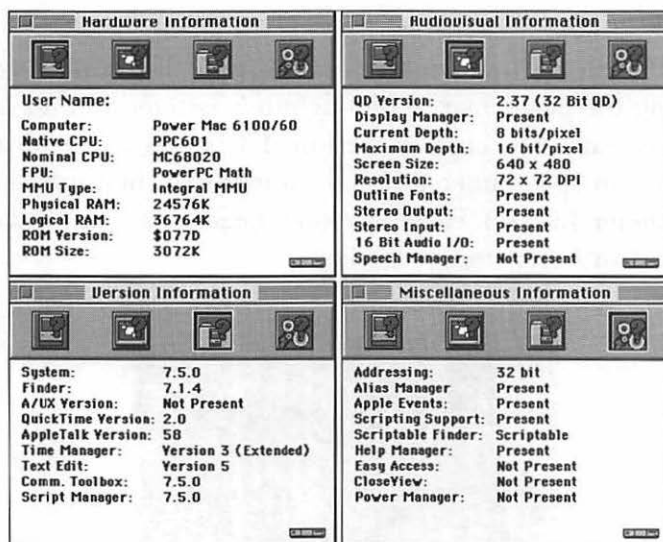 Hardware Information
User Name:
Computer: Power Mac 6100/60
Native CPU: PPC601
Nominal CPU: MC68020
FPU: PowerPC Math
MMU Type: Integral MMU
Physical RAM: 24576K
Logical RAM: 36764K
ROM Version: $077D
ROM Size: 3072K
Audiovisual Information
QD Version: 2.37 (32 Bit QD)
Display Manager: Present
Current Depth: 8 bits/pixel
Maximum Depth: 16 bit/pixel
Screen Size: 640 x 480
Resolution: 72 x 72 DPI
Outline Fonts: Present
Stereo Output: Present
Stereo Input: Present
16 Bit Audio I/O: Present
Speech Manager: Not Present
Version Information
System: 7.5.0
Finder: 7.1.4
A/UX Version: Not Present
QuickTime Version: 2.0
AppleTalk Version: 58
Time Manager: Version 3 (Extended)
Text Edit: Version 5
Comm. Toolbox: 7.5.0
Script Manager: 7.5.0
Miscellaneous Information
Addressing: 32 bit
Alias Manager Present
Apple Events: Present
Scripting Support: Present
Scriptable Finder: Scriptable
Help Manager: Present
Easy Access: Not Present
CloseView: Not Present
Power Manager: Not Present